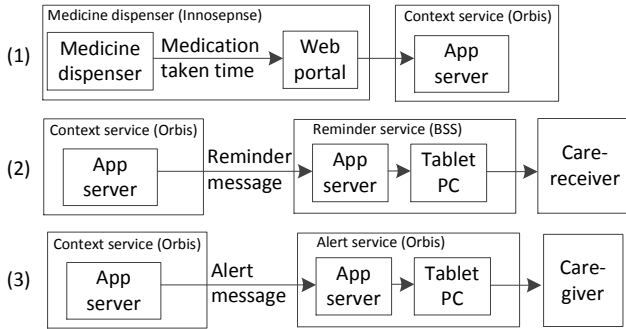 Medicine dispenser (Innosepnse)
Context service (Orbis)
(1)
Medicine
dispenser
Medication
taken time
Web
portal
App
server
Context service (Orbis)
Reminder service (BSS)
(2)
App
server
Reminder
message
App
server
Tablet
PC
Care-
receiver
Context service (Orbis)
Alert service (Orbis)
(3)
App
server
Alert
message
App
server
Tablet
PC
Care-
giver